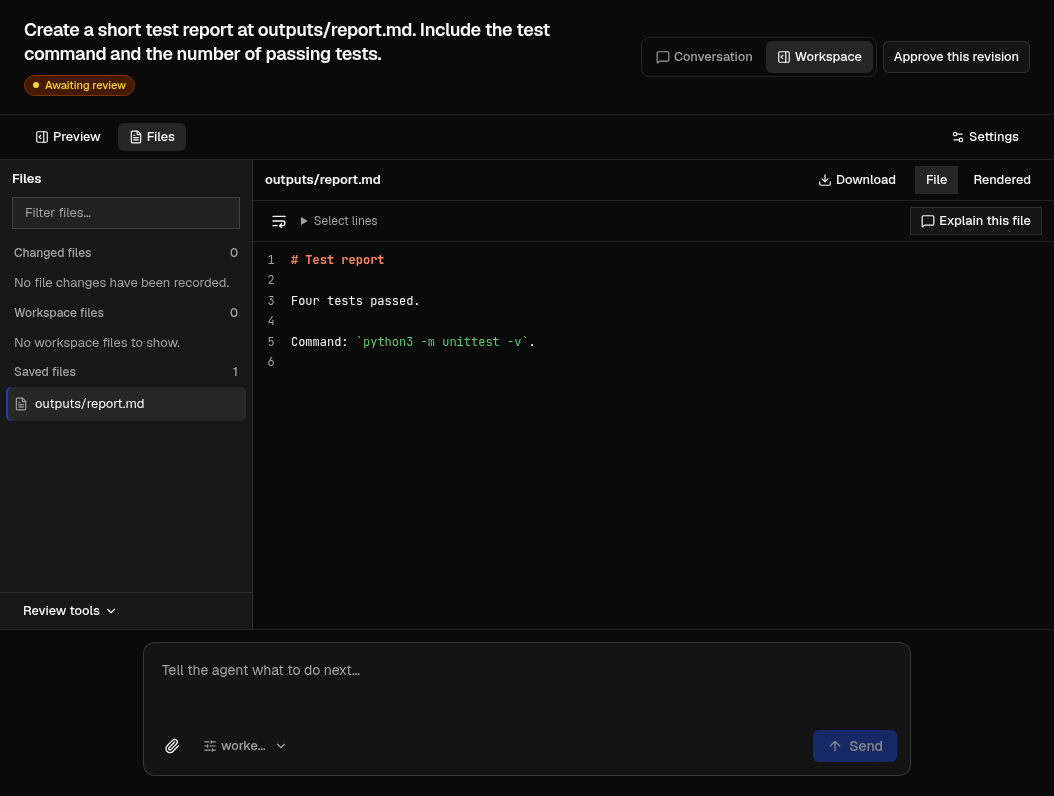 Create a short test report at outputs/report.md. Include the test
command and the number of passing tests.
Awaiting review
Conversation
Workspace
Approve this revision
Preview
Files
Settings
Files
Filter files...
Changed files 0
No file changes have been recorded.
Workspace files 0
No workspace files to show.
Saved files 1
outputs/report.md
Review tools
outputs/report.md
Download
File
Rendered
Select lines
Explain this file
1 # Test report
2
3 Four tests passed.
4
5 Command: `python3 -m unittest -v`.
6
Tell the agent what to do next...
worke...
Send